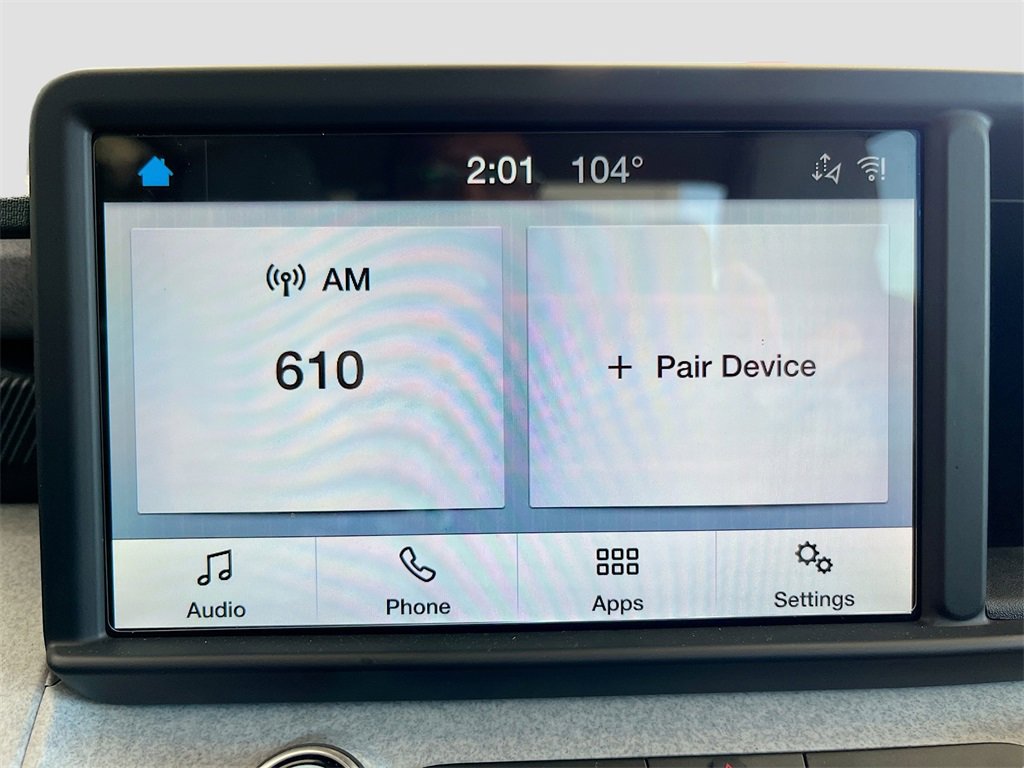 2:01 104°
AM
610
+ Pair Device
Audio Phone Apps Settings